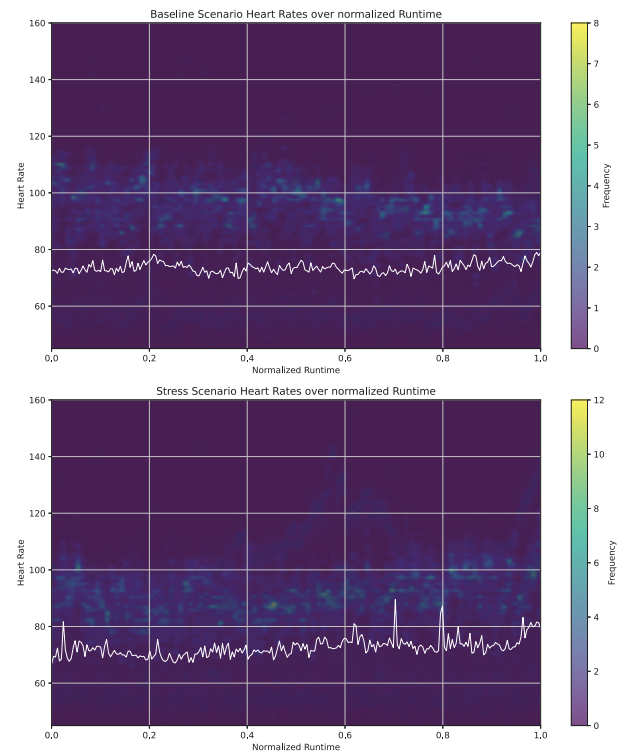 Baseline Scenario Heart Rates over normalized Runtime
160
140
120
100
80
60
Heart Rate
0.0 0.2 0.4 0.6 0.8 1.0
Normalized Runtime
8
7
6
5
4
3
2
1
0
Frequency
Stress Scenario Heart Rates over normalized Runtime
160
140
120
100
80
60
Heart Rate
0.0 0.2 0.4 0.6 0.8 1.0
Normalized Runtime
12
10
8
6
4
2
0
Frequency